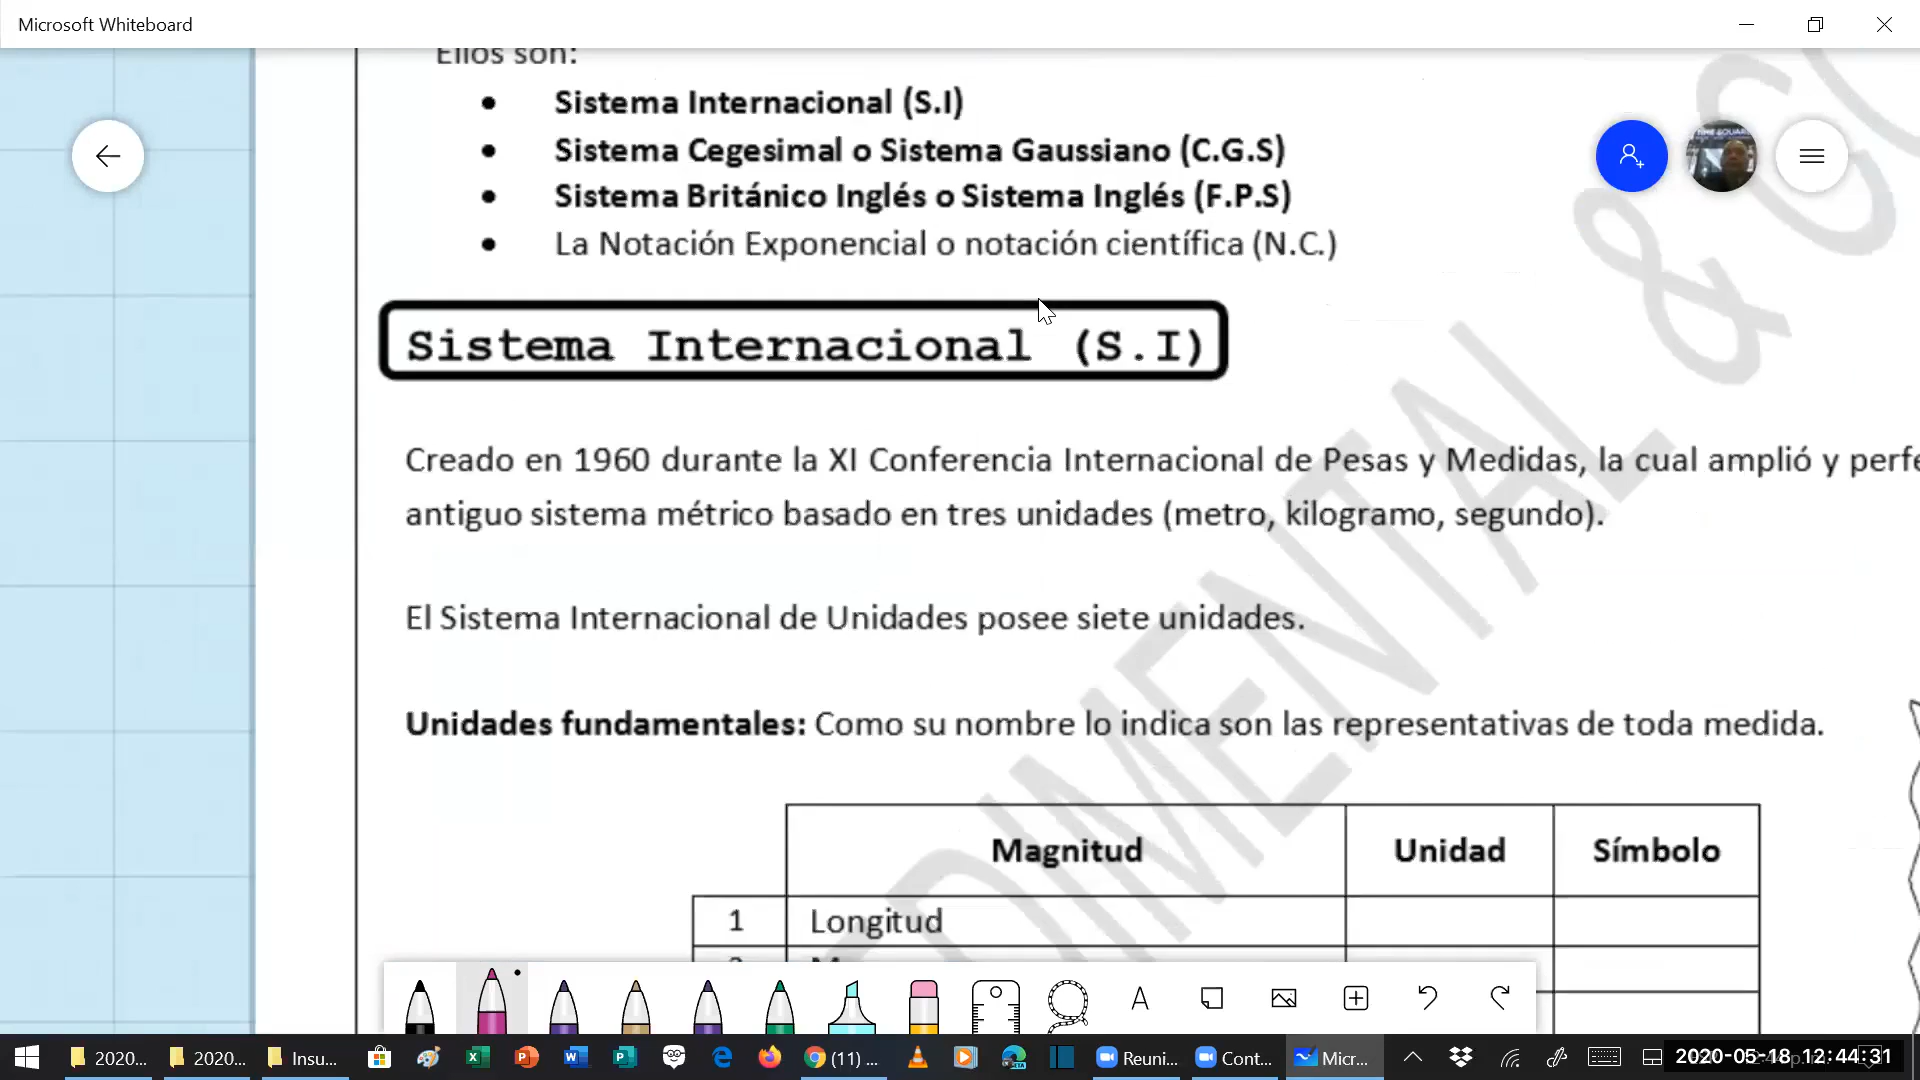 Microsoft Whiteboard
Ellos son:
• Sistema Internacional (S.I)
• Sistema Cegesimal o Sistema Gaussiano (C.G.S)
• Sistema Británico Inglés o Sistema Inglés (F.P.S)
• La Notación Exponencial o notación científica (N.C.)
Sistema Internacional (S.I)
Creado en 1960 durante la XI Conferencia Internacional de Pesas y Medidas, la cual amplió y perfe
antiguo sistema métrico basado en tres unidades (metro, kilogramo, segundo).
El Sistema Internacional de Unidades posee siete unidades.
Unidades fundamentales: Como su nombre lo indica son las representativas de toda medida.
Magnitud Unidad Símbolo
1 Longitud
2020... 2020... Insu... (11) ... Reuni... Cont... Micr... 2020-05-18 12:44:31